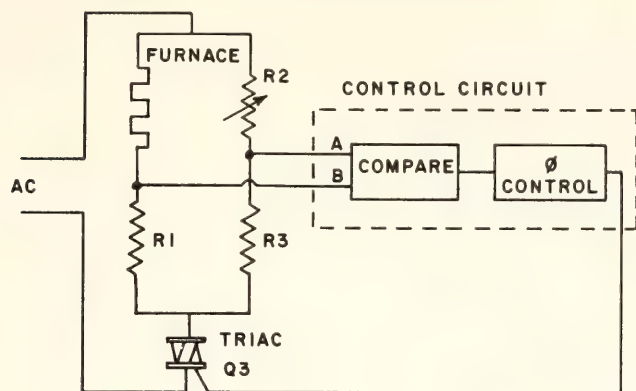 FURNACE
R2
CONTROL CIRCUIT
A
COMPARE
Ø
CONTROL
B
AC
R1
R3
TRIAC
Q3